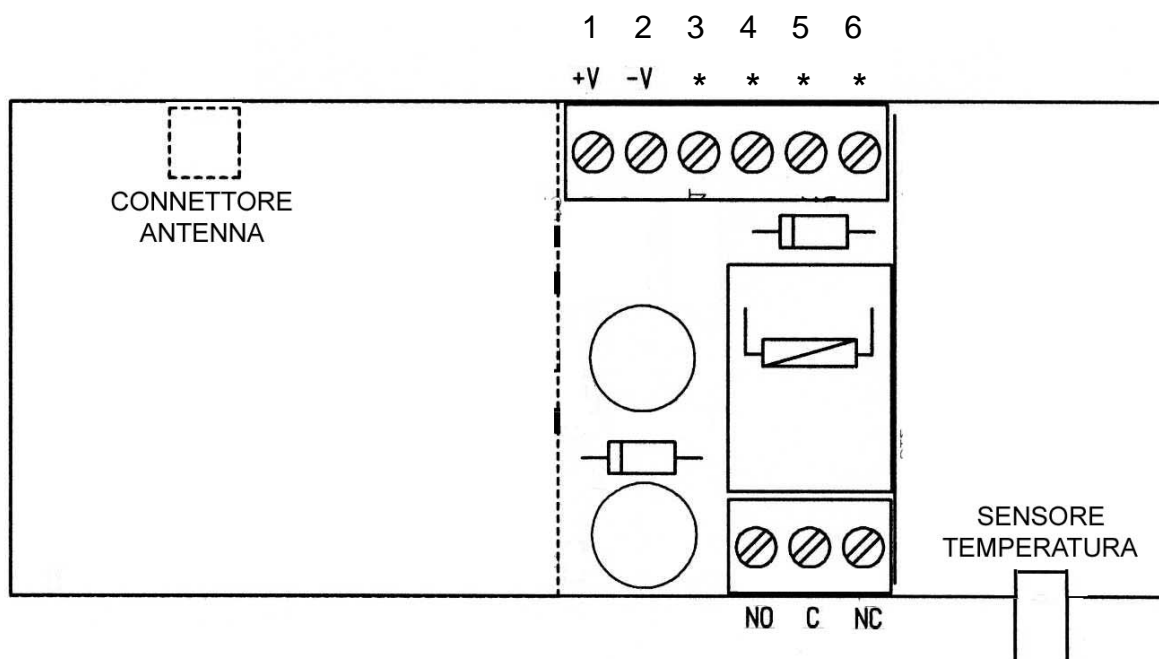 1 2 3 4 5 6
+V -V * * * *
CONNETTORE
ANTENNA
SENSORE
TEMPERATURA
NO C NC